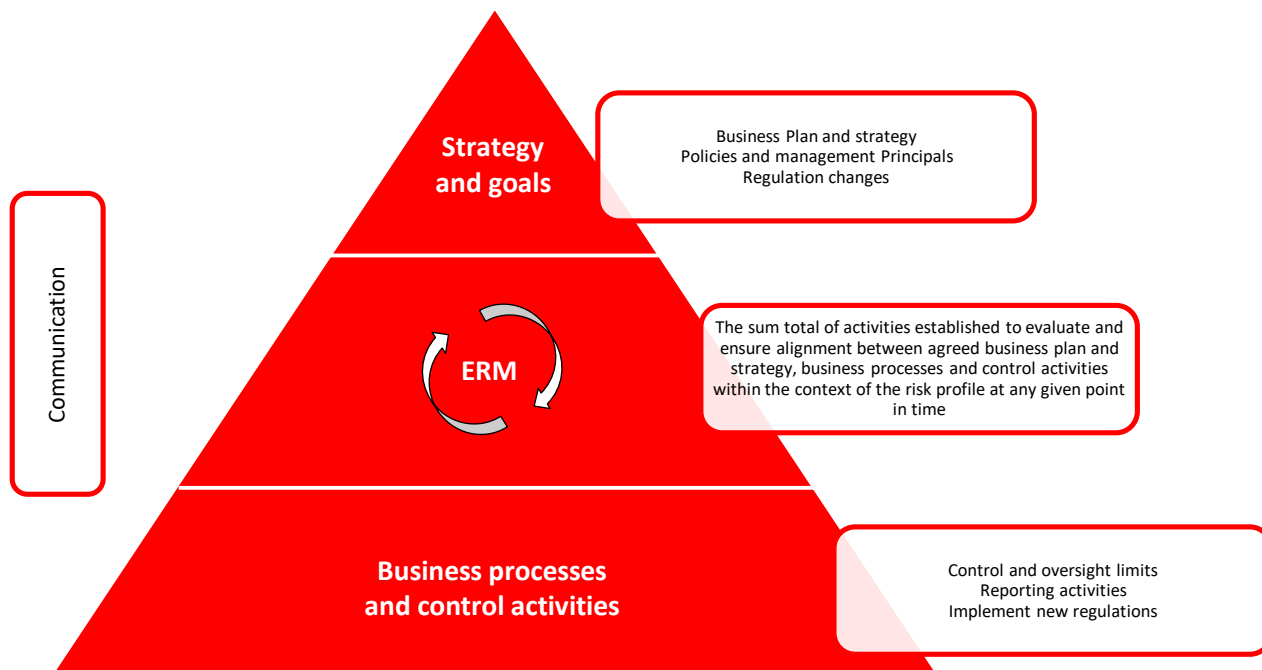 Strategy
and goals
Business Plan and strategy
Policies and management Principals
Regulation changes
Communication
ERM
The sum total of activities established to evaluate and
ensure alignment between agreed business plan and
strategy, business processes and control activities
within the context of the risk profile at any given point
in time
Business processes
and control activities
Control and oversight limits
Reporting activities
Implement new regulations